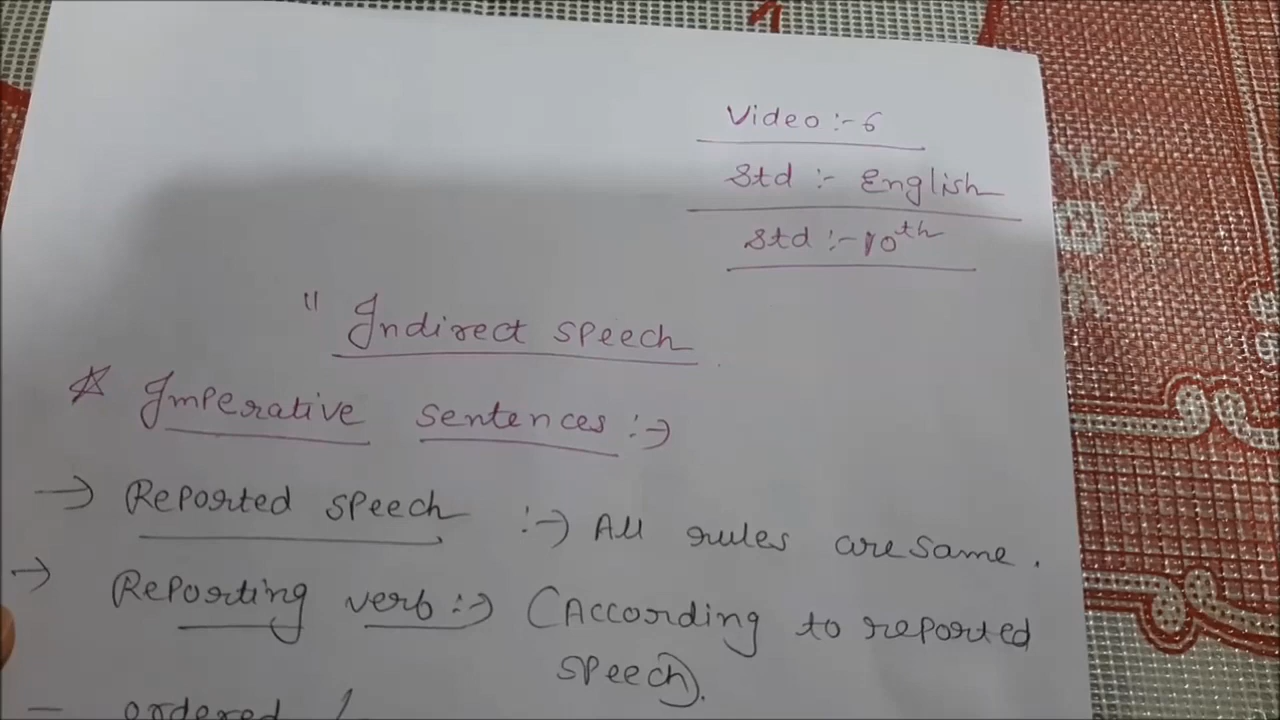 Video :- 6
Std :- English
Std :- 10th
" Indirect speech
☆ Imperative sentences :→
→ Reported speech :→ All rules are same.
→ Reporting verb :→ (According to reported
speech).
— ordered /